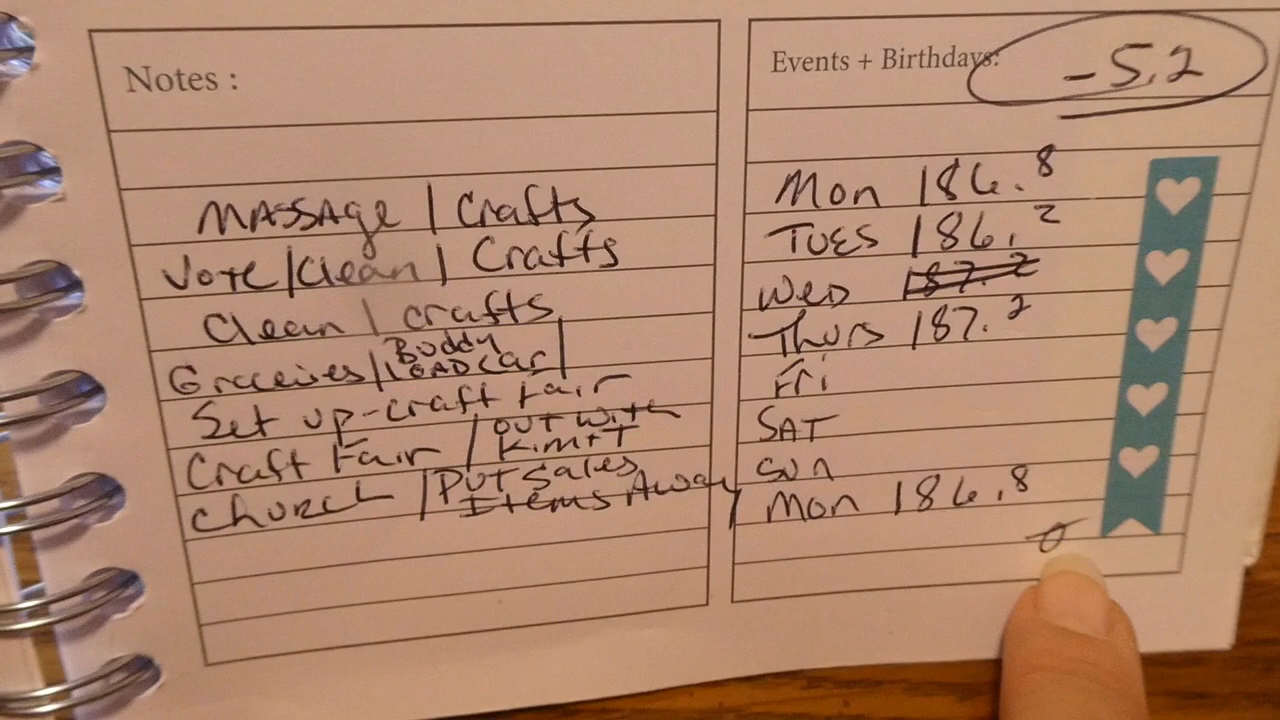 Notes :
Massage | Crafts
Vote | Clean | Crafts
Clean | crafts
Groceries | Buddy Load Car |
Set up-craft fair
Craft Fair / out with Kim + T
Church | Put Sales Items Away /
Events + Birthdays:
-5.2
Mon 186.8
Tues 186.2
Wed 187.2
Thurs 187.2
Fri
Sat
Sun
Mon 186.8
0